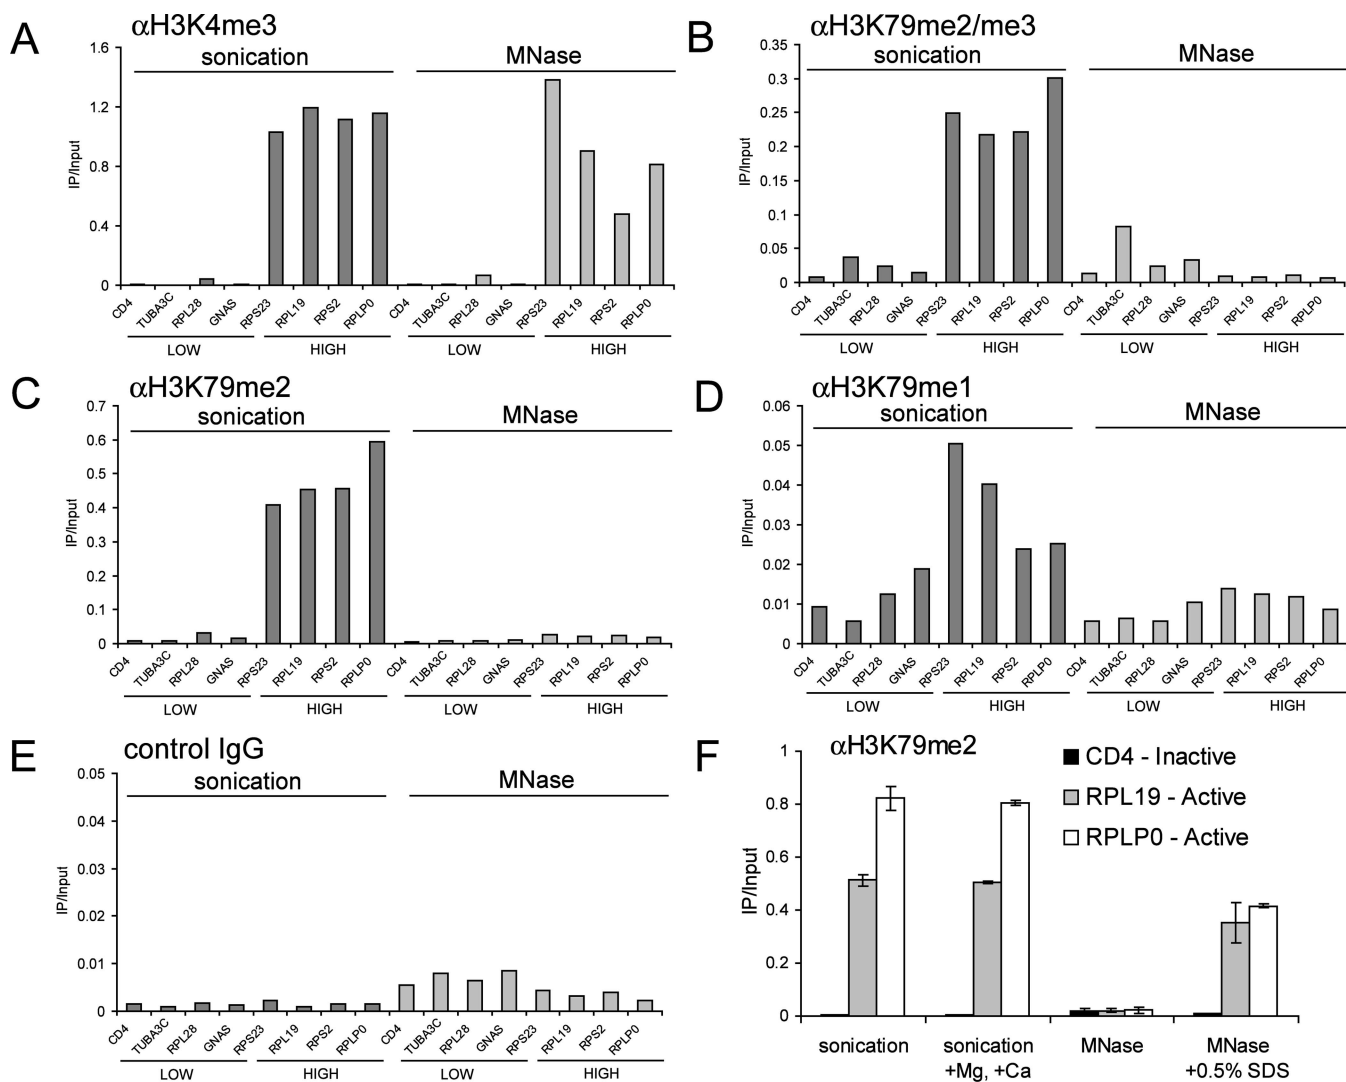 A
αH3K4me3
sonication
MNase
IP/Input
1.6
1.2
0.8
0.4
0
CD4 TUBA3C RPL28 GNAS RPS23 RPL19 RPS2 RPLP0 CD4 TUBA3C RPL28 GNAS RPS23 RPL19 RPS2 RPLP0
LOW HIGH LOW HIGH
B
αH3K79me2/me3
sonication
MNase
IP/Input
0.35
0.3
0.25
0.2
0.15
0.1
0.05
0
CD4 TUBA3C RPL28 GNAS RPS23 RPL19 RPS2 RPLP0 CD4 TUBA3C RPL28 GNAS RPS23 RPL19 RPS2 RPLP0
LOW HIGH LOW HIGH
C
αH3K79me2
sonication
MNase
IP/Input
0.7
0.6
0.5
0.4
0.3
0.2
0.1
0
CD4 TUBA3C RPL28 GNAS RPS23 RPL19 RPS2 RPLP0 CD4 TUBA3C RPL28 GNAS RPS23 RPL19 RPS2 RPLP0
LOW HIGH LOW HIGH
D
αH3K79me1
sonication
MNase
IP/Input
0.06
0.05
0.04
0.03
0.02
0.01
0
CD4 TUBA3C RPL28 GNAS RPS23 RPL19 RPS2 RPLP0 CD4 TUBA3C RPL28 GNAS RPS23 RPL19 RPS2 RPLP0
LOW HIGH LOW HIGH
E
control IgG
sonication
MNase
IP/Input
0.05
0.04
0.03
0.02
0.01
0
CD4 TUBA3C RPL28 GNAS RPS23 RPL19 RPS2 RPLP0 CD4 TUBA3C RPL28 GNAS RPS23 RPL19 RPS2 RPLP0
LOW HIGH LOW HIGH
F
αH3K79me2
CD4 - Inactive
RPL19 - Active
RPLP0 - Active
IP/Input
1
0.8
0.6
0.4
0.2
0
sonication sonication MNase MNase
+Mg, +Ca +0.5% SDS